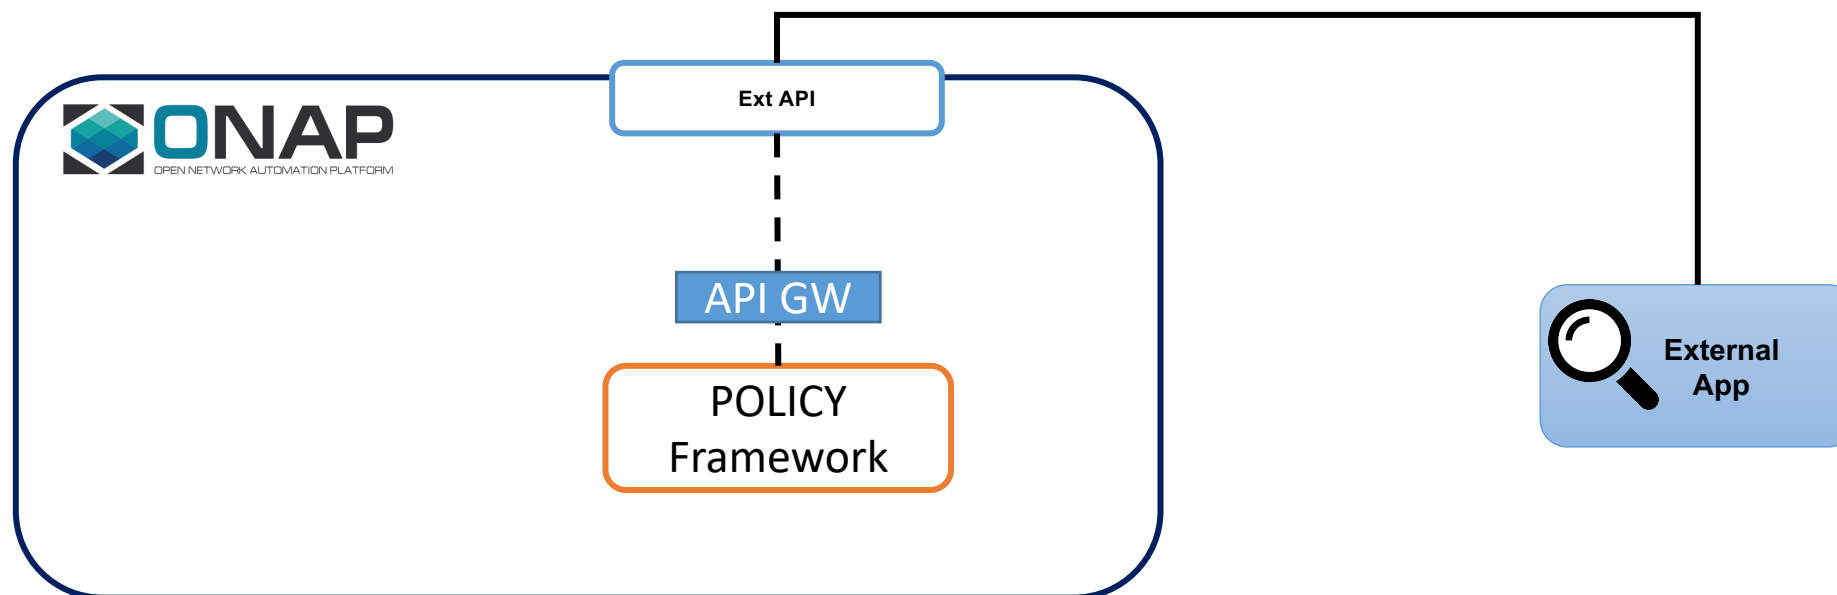 Ext API
ONAP
OPEN NETWORK AUTOMATION PLATFORM
API GW
POLICY
Framework
External
App